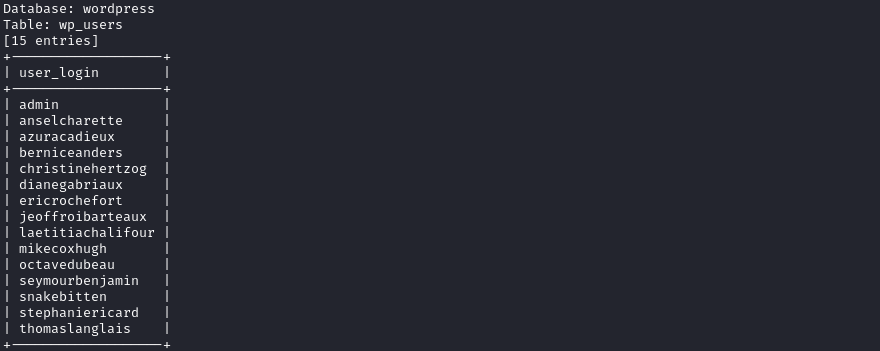 Database: wordpress
Table: wp_users
[15 entries]
+-------------------+
| user_login        |
+-------------------+
| admin             |
| anselcharette     |
| azuracadieux      |
| berniceanders     |
| christinehertzog  |
| dianegabriaux     |
| ericrochefort     |
| jeoffroibarteaux  |
| laetitiachalifour |
| mikecoxhugh       |
| octavedubeau      |
| seymourbenjamin   |
| snakebitten       |
| stephaniericard   |
| thomaslanglais    |
+-------------------+